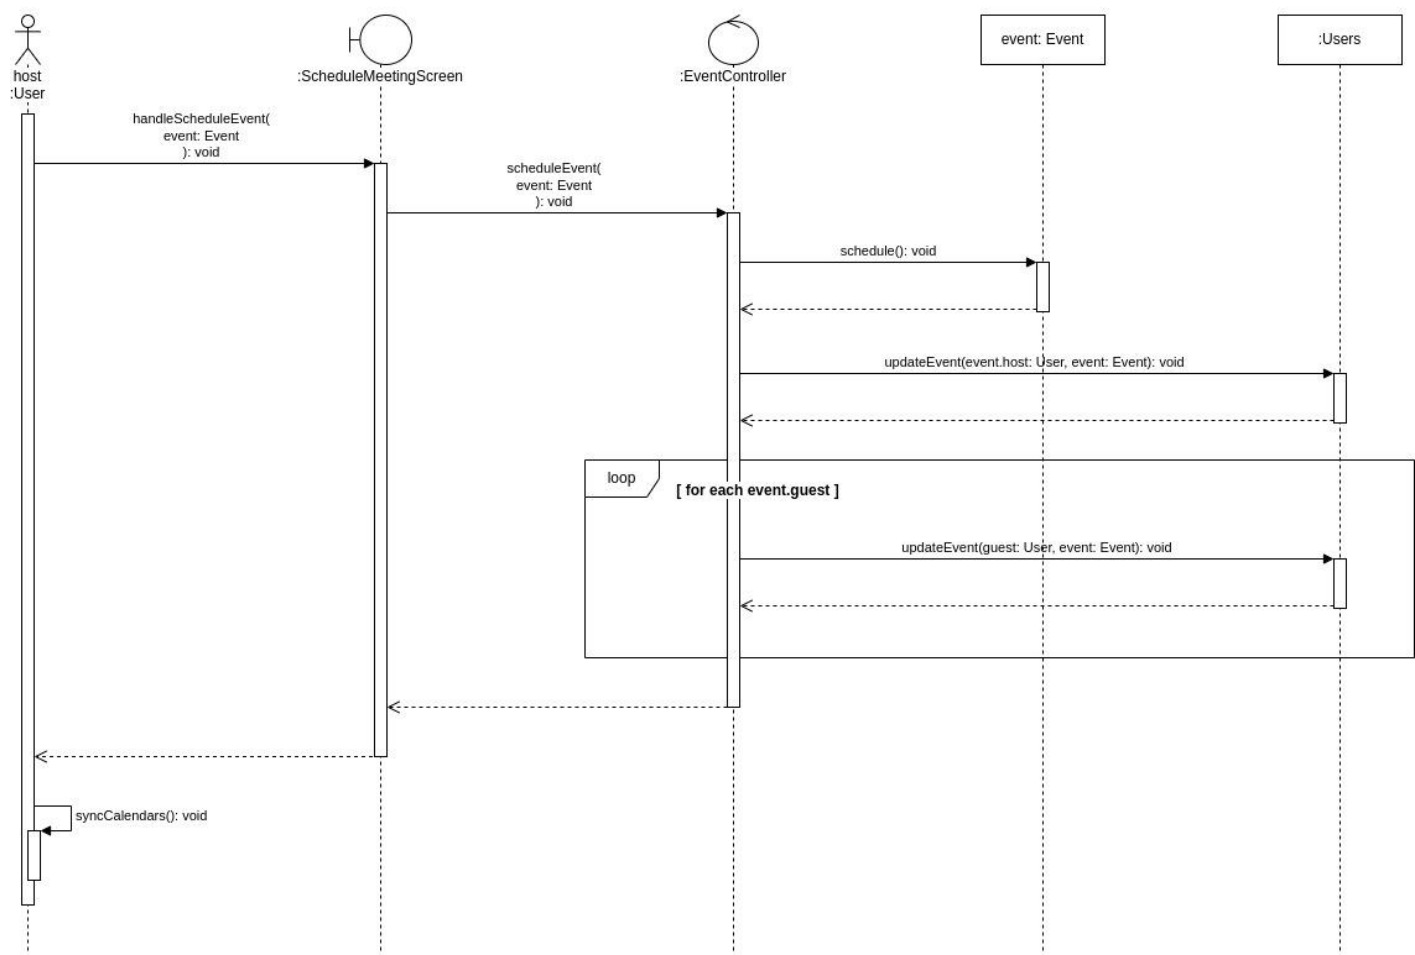 host
:User
:ScheduleMeetingScreen
:EventController
event: Event
:Users
handleScheduleEvent(
event: Event
): void
scheduleEvent(
event: Event
): void
schedule(): void
updateEvent(event.host: User, event: Event): void
loop
[ for each event.guest ]
updateEvent(guest: User, event: Event): void
syncCalendars(): void